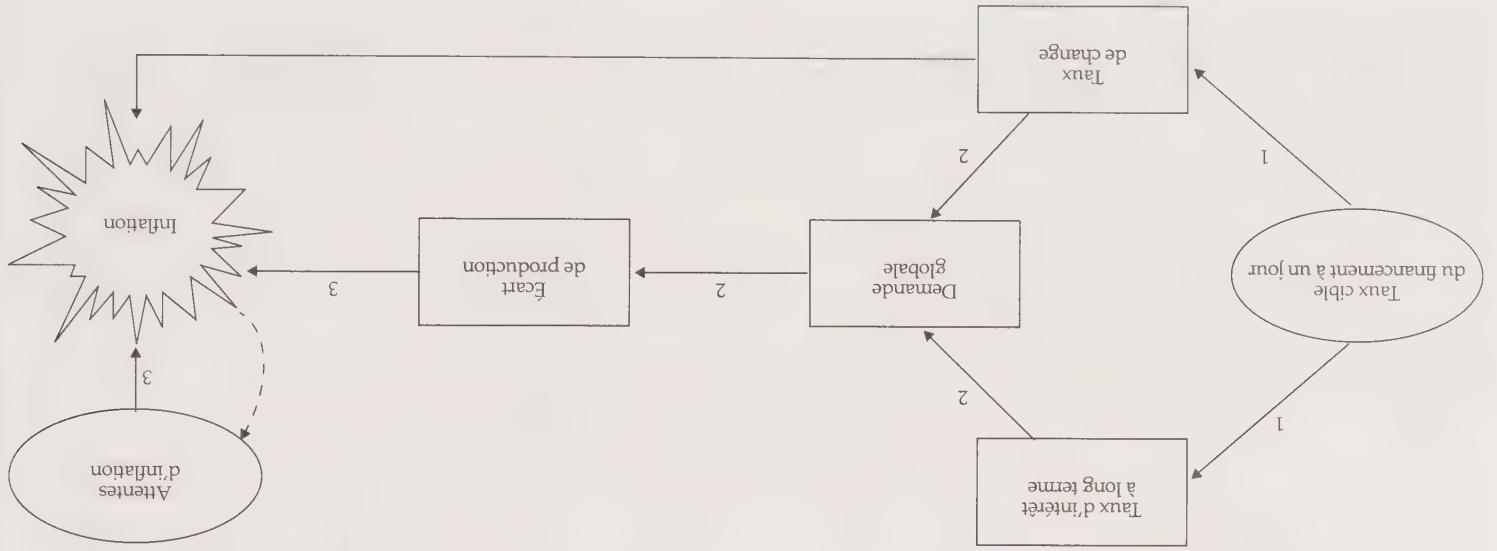 Taux d'intérêt
à long terme
Attentes
d'inflation
1
2
3
Taux cible
du financement à un jour
Demande
globale
2
Écart
de production
3
Inflation
1
2
Taux
de change